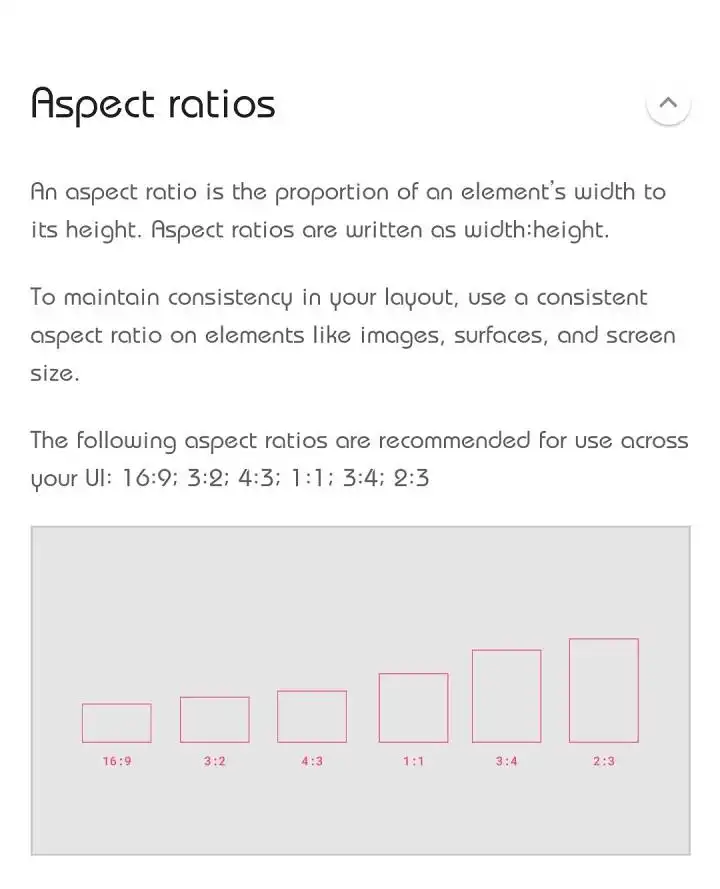 Aspect ratios
An aspect ratio is the proportion of an element's width to
its height. Aspect ratios are written as width:height.
To maintain consistency in your layout, use a consistent
aspect ratio on elements like images, surfaces, and screen
size.
The following aspect ratios are recommended for use across
your UI: 16:9; 3:2; 4:3; 1:1; 3:4; 2:3
16:9 3:2 4:3 1:1 3:4 2:3